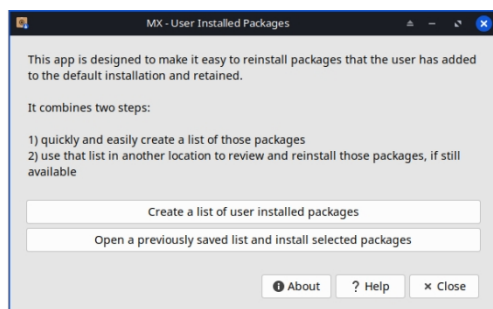 MX - User Installed Packages
This app is designed to make it easy to reinstall packages that the user has added
to the default installation and retained.
It combines two steps:
1) quickly and easily create a list of those packages
2) use that list in another location to review and reinstall those packages, if still
available
Create a list of user installed packages
Open a previously saved list and install selected packages
About
? Help
× Close